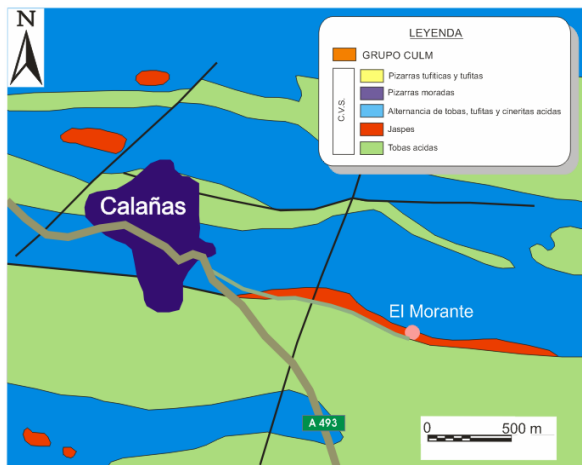 N
LEYENDA
GRUPO CULM
C.V.S.
Pizarras tufiticas y tufitas
Pizarras moradas
Alternancia de tobas, tufitas y cineritas acidas
Jaspes
Tobas acidas
Calañas
El Morante
A 493
0 500 m